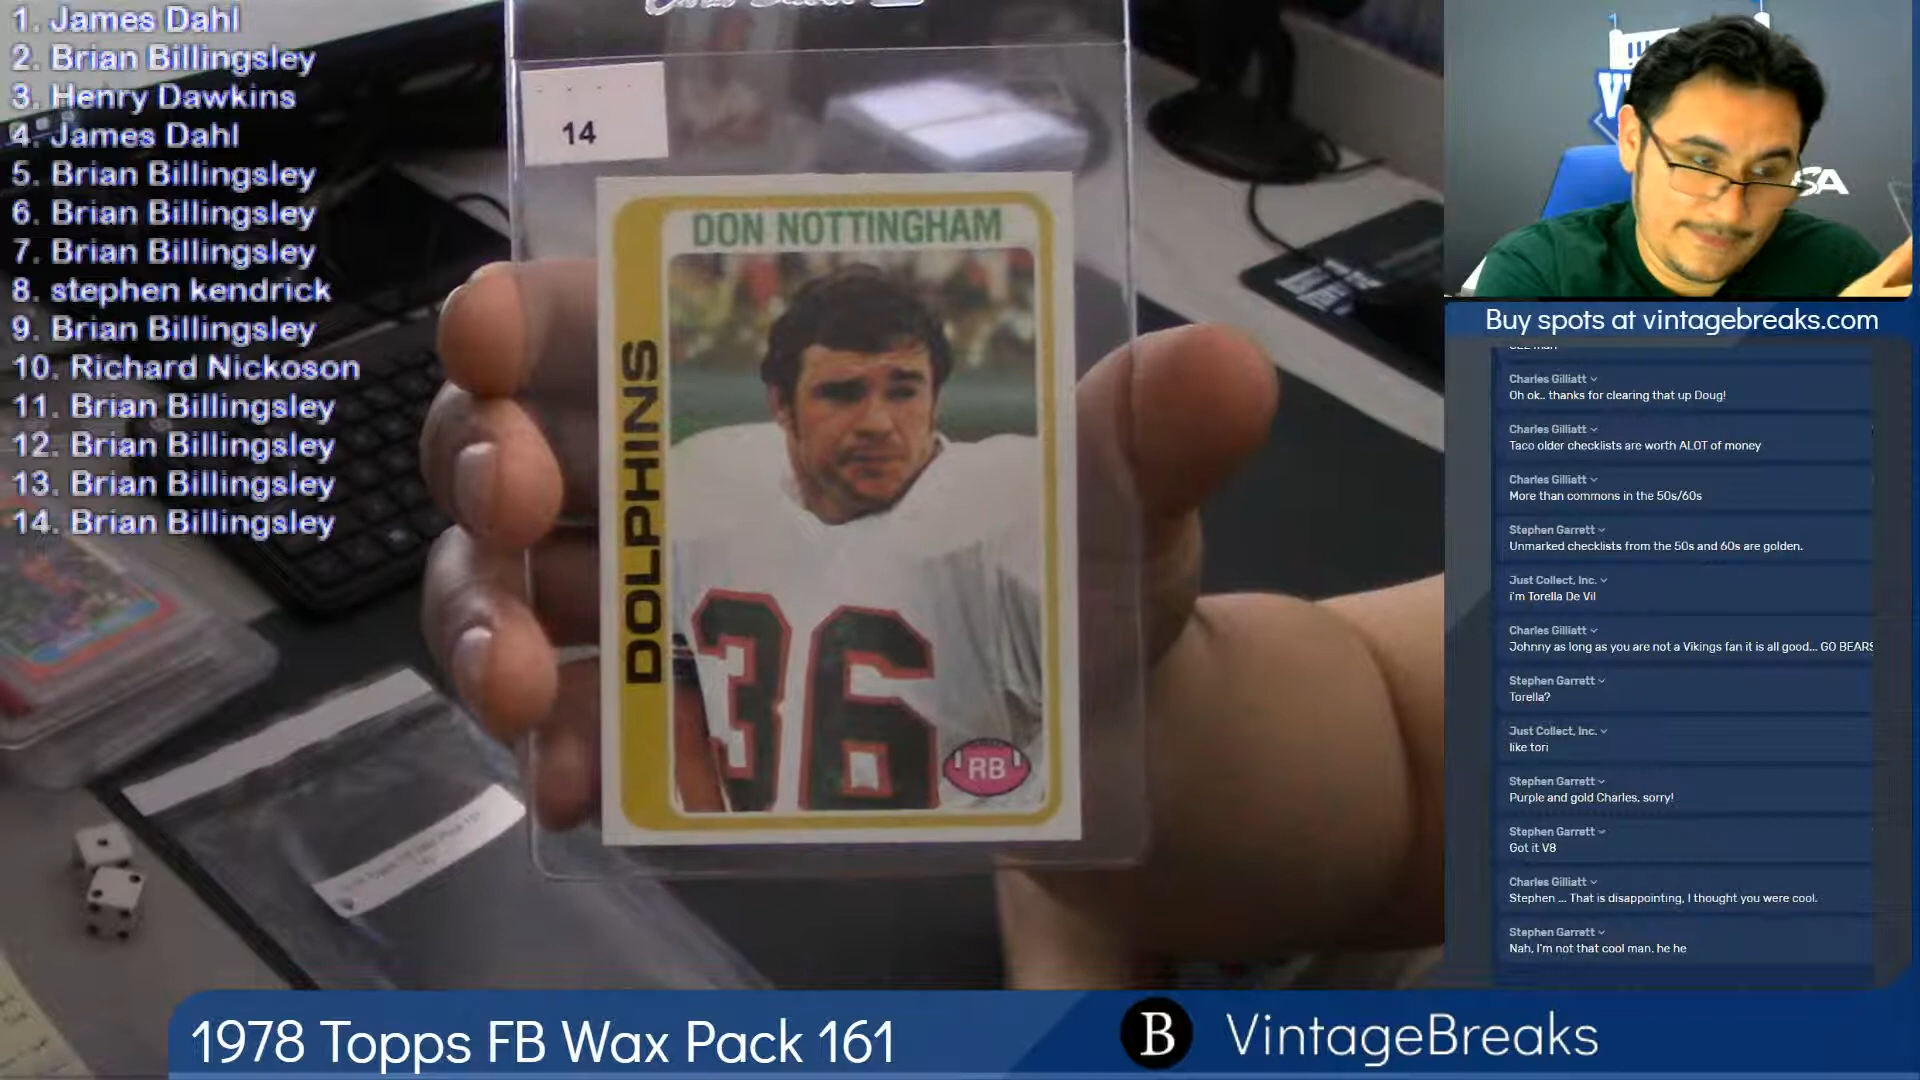 1. James Dahl
2. Brian Billingsley
3. Henry Dawkins
4. James Dahl
5. Brian Billingsley
6. Brian Billingsley
7. Brian Billingsley
8. stephen kendrick
9. Brian Billingsley
10. Richard Nickoson
11. Brian Billingsley
12. Brian Billingsley
13. Brian Billingsley
14. Brian Billingsley
14
DON NOTTINGHAM
DOLPHINS
36
RB
SA
Buy spots at vintagebreaks.com
Charles Gilliatt
Oh ok.. thanks for clearing that up Doug!
Charles Gilliatt
Taco older checklists are worth ALOT of money
Charles Gilliatt
More than commons in the 50s/60s
Stephen Garrett
Unmarked checklists from the 50s and 60s are golden.
Just Collect, Inc.
i'm Torella De Vil
Charles Gilliatt
Johnny as long as you are not a Vikings fan it is all good... GO BEARS
Stephen Garrett
Torella?
Just Collect, Inc.
like tori
Stephen Garrett
Purple and gold Charles, sorry!
Stephen Garrett
Got it V8
Charles Gilliatt
Stephen ... That is disappointing, I thought you were cool.
Stephen Garrett
Nah, I'm not that cool man. he he
1978 Topps FB Wax Pack 161
B VintageBreaks